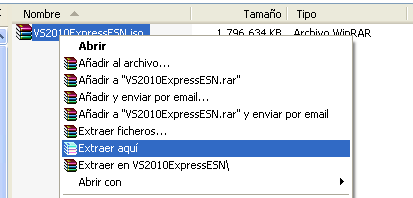 Nombre Tamaño Tipo
VS2010ExpressESN.iso 1.796.634 KB Archivo WinRAR
Abrir
Añadir al archivo...
Añadir a "VS2010ExpressESN.rar"
Añadir y enviar por email...
Añadir a "VS2010ExpressESN.rar" y enviar por email
Extraer ficheros...
Extraer aquí
Extraer en VS2010ExpressESN\
Abrir con